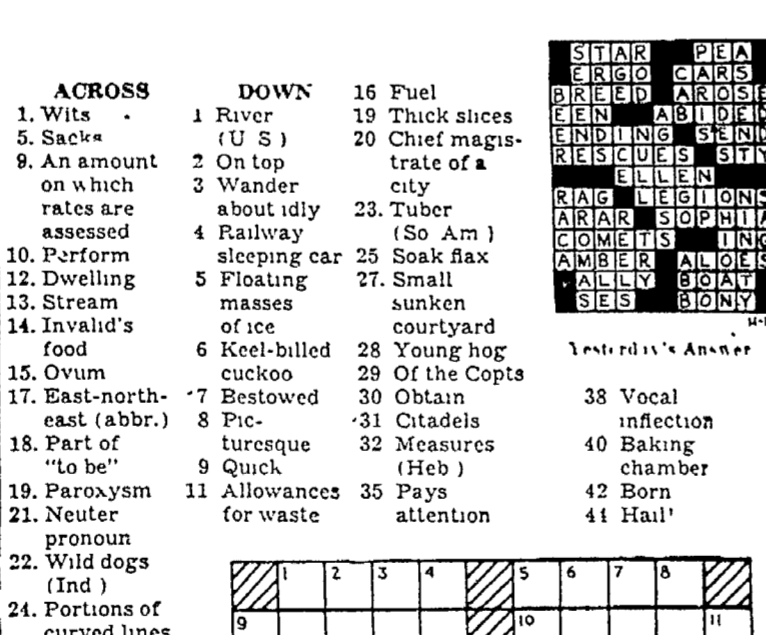 ACROSS
1. Wits
5. Sacks
9. An amount
on which
rates are
assessed
10. Perform
12. Dwelling
13. Stream
14. Invalid's
food
15. Ovum
17. East-north-
east (abbr.)
18. Part of
"to be"
19. Paroxysm
21. Neuter
pronoun
22. Wild dogs
(Ind )
24. Portions of
curved lines
DOWN
1 River
(U S )
2 On top
3 Wander
about idly
4 Railway
sleeping car
5 Floating
masses
of ice
6 Keel-billed
cuckoo
7 Bestowed
8 Pic-
turesque
9 Quick
11 Allowances
for waste
16 Fuel
19 Thick slices
20 Chief magis-
trate of a
city
23. Tuber
(So Am )
25 Soak flax
27. Small
sunken
courtyard
28 Young hog
29 Of the Copts
30 Obtain
31 Citadels
32 Measures
(Heb )
35 Pays
attention
STAR PEA
ERGO CARS
BREED AROSE
EEN ABIDED
ENDING SEND
RESCUES STY
ELLEN
RAG LEGIONS
ARAR SOPHIA
COMETS ING
AMBER ALOES
ALLY BOAT
SES BONY
Yesterday's Answer
38 Vocal
inflection
40 Baking
chamber
42 Born
44 Hail'
1 2 3 4 5 6 7 8
9 10 11